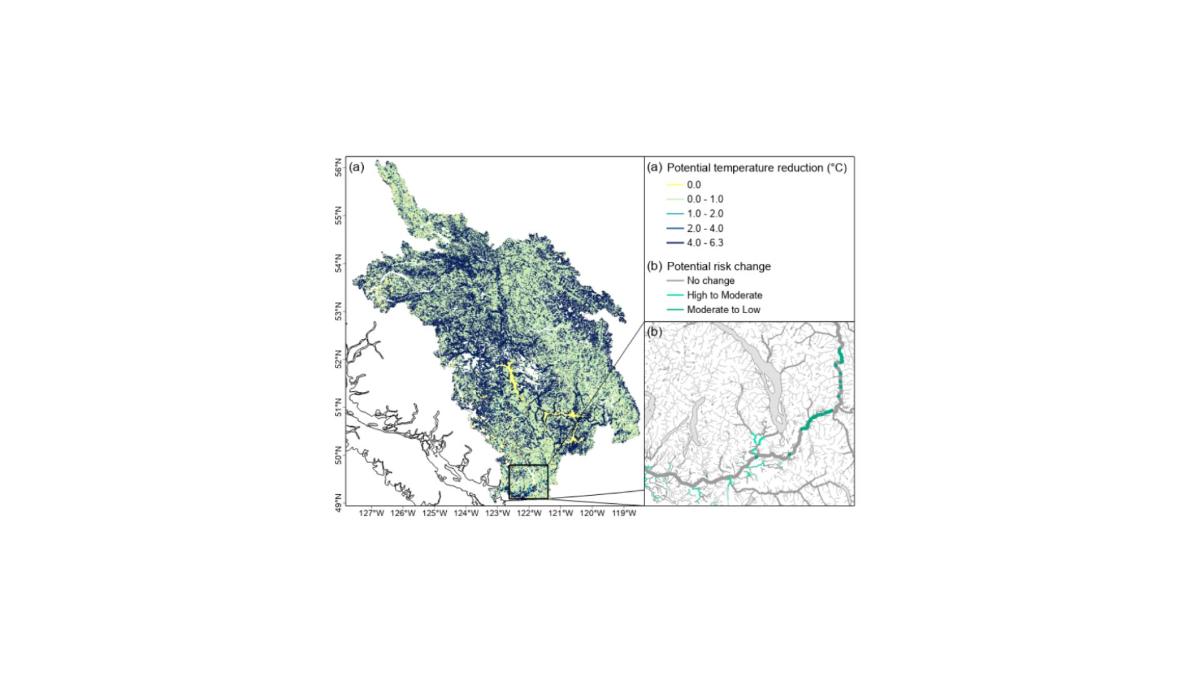 (a)
56°N
55°N
54°N
53°N
52°N
51°N
50°N
49°N
127°W 126°W 125°W 124°W 123°W 122°W 121°W 120°W 119°W
(a) Potential temperature reduction (°C)
0.0
0.0 - 1.0
1.0 - 2.0
2.0 - 4.0
4.0 - 6.3
(b) Potential risk change
No change
High to Moderate
Moderate to Low
(b)